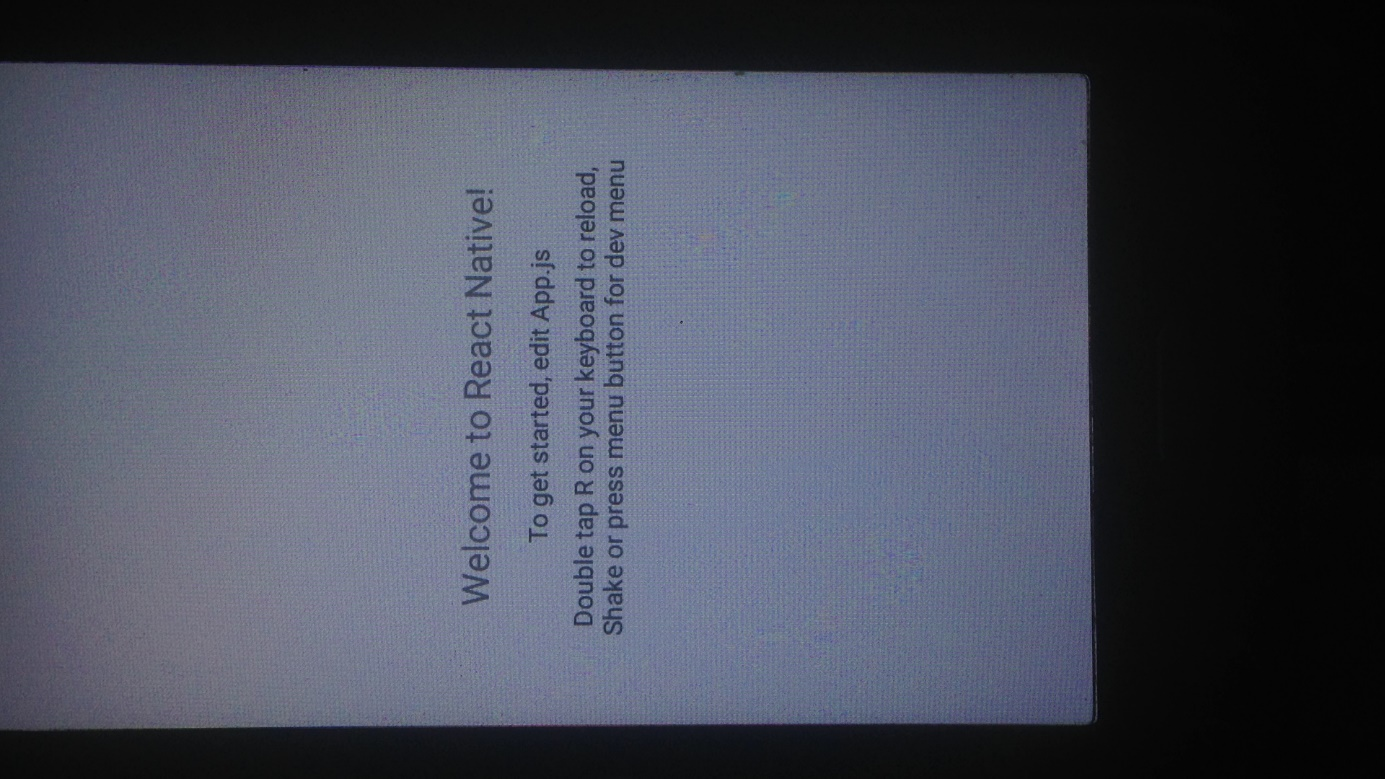 Welcome to React Native!
To get started, edit App.js
Double tap R on your keyboard to reload,
Shake or press menu button for dev menu